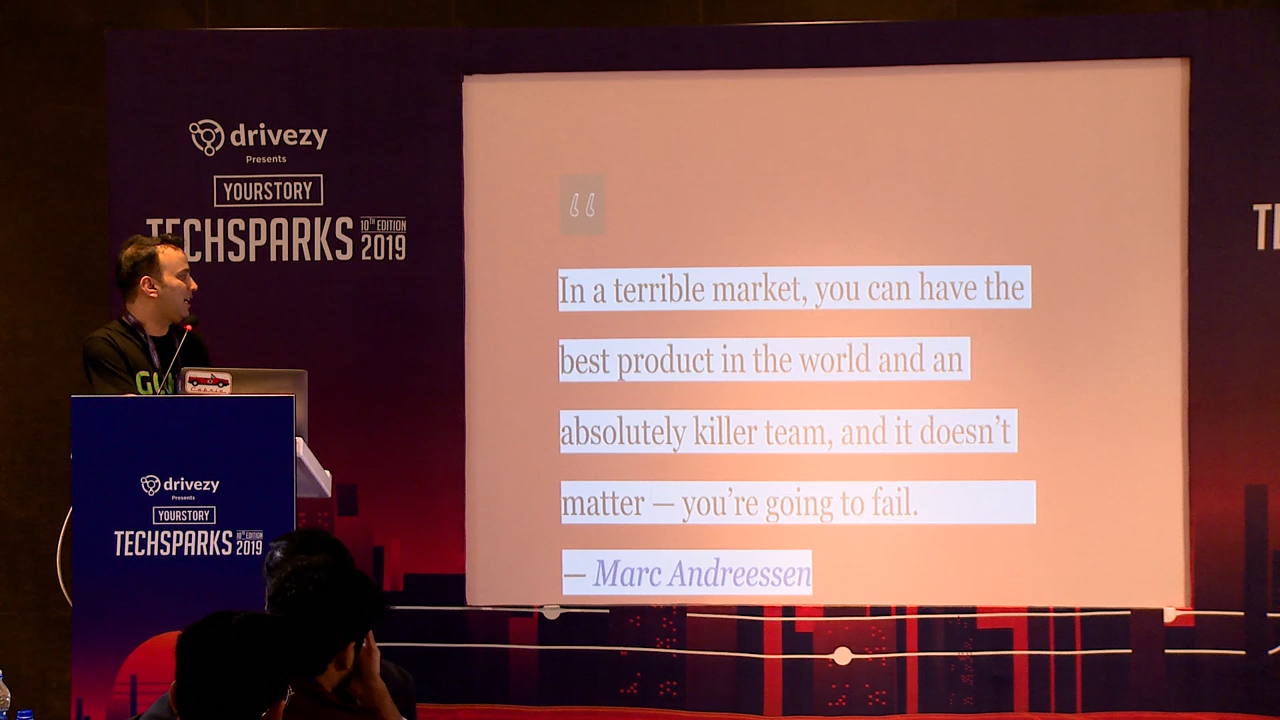 drivezy
Presents
YOURSTORY
TECHSPARKS 10TH EDITION 2019
“
In a terrible market, you can have the
best product in the world and an
absolutely killer team, and it doesn’t
matter — you’re going to fail.
— Marc Andreessen
drivezy
Presents
YOURSTORY
TECHSPARKS 10TH EDITION 2019